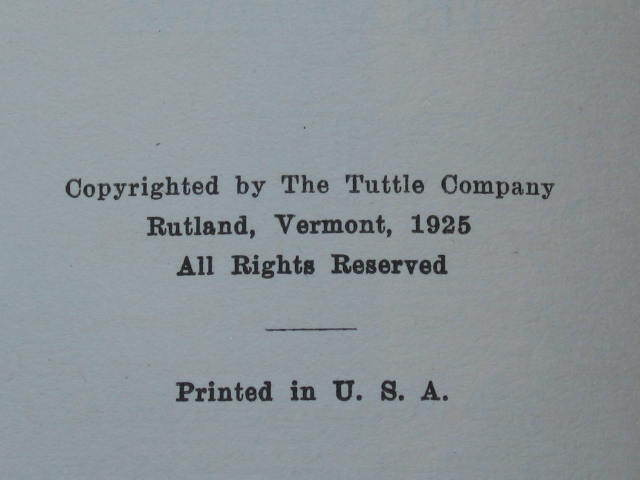 Copyrighted by The Tuttle Company
Rutland, Vermont, 1925
All Rights Reserved
Printed in U. S. A.